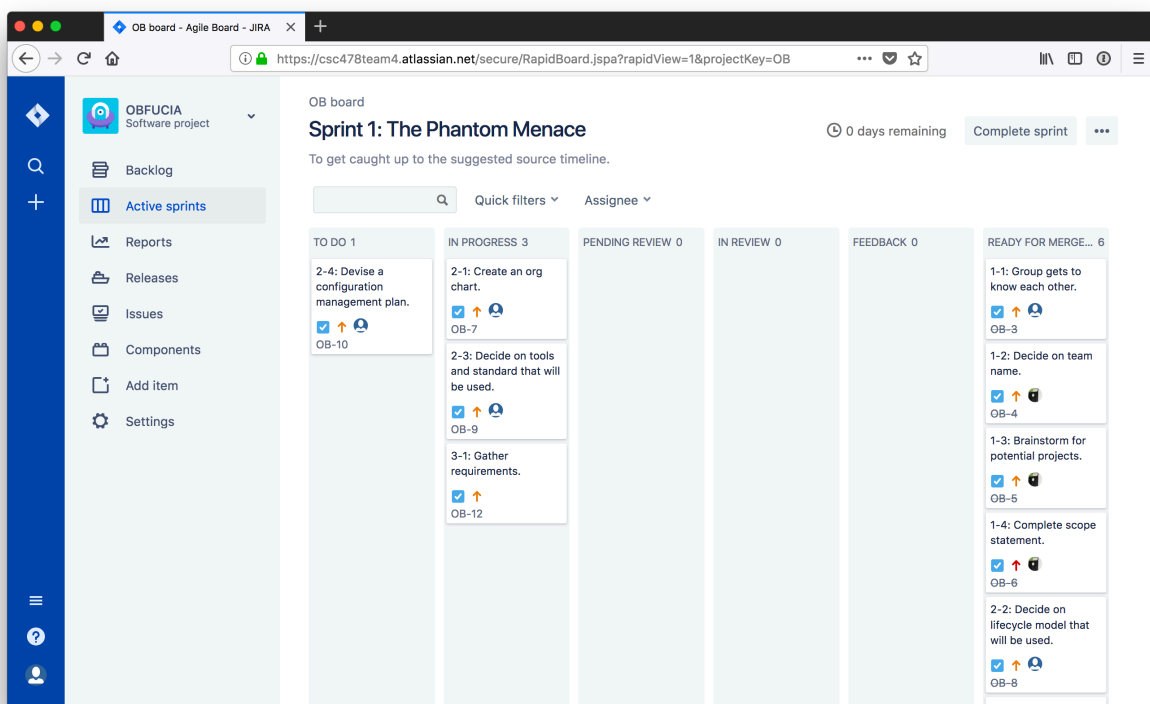 OB board - Agile Board - JIRA
https://csc478team4.atlassian.net/secure/RapidBoard.jspa?rapidView=1&projectKey=OB
OBFUCIA
Software project
Backlog
Active sprints
Reports
Releases
Issues
Components
Add item
Settings
OB board
Sprint 1: The Phantom Menace
To get caught up to the suggested source timeline.
0 days remaining
Complete sprint
Quick filters
Assignee
TO DO 1
2-4: Devise a
configuration
management plan.
OB-10
IN PROGRESS 3
2-1: Create an org
chart.
OB-7
2-3: Decide on tools
and standard that will
be used.
OB-9
3-1: Gather
requirements.
OB-12
PENDING REVIEW 0
IN REVIEW 0
FEEDBACK 0
READY FOR MERGE... 6
1-1: Group gets to
know each other.
OB-3
1-2: Decide on team
name.
OB-4
1-3: Brainstorm for
potential projects.
OB-5
1-4: Complete scope
statement.
OB-6
2-2: Decide on
lifecycle model that
will be used.
OB-8